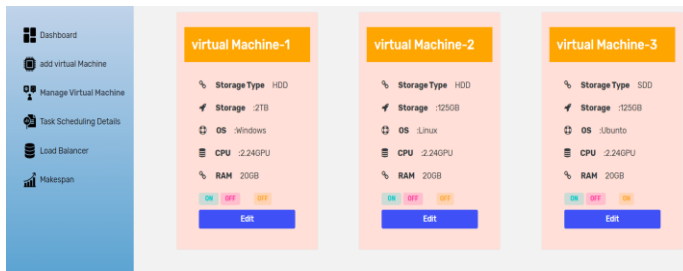 Dashboard
add virtual Machine
Manage Virtual Machine
Task Scheduling Details
Load Balancer
Makespan
virtual Machine-1
Storage Type HDD
Storage :2TB
OS :Windows
CPU :2.24GPU
RAM 20GB
ON OFF OFF
Edit
virtual Machine-2
Storage Type HDD
Storage :125GB
OS :Linux
CPU :2.24GPU
RAM 20GB
ON OFF OFF
Edit
virtual Machine-3
Storage Type SDD
Storage :125GB
OS :Ubunto
CPU :2.24GPU
RAM 20GB
ON OFF ON
Edit